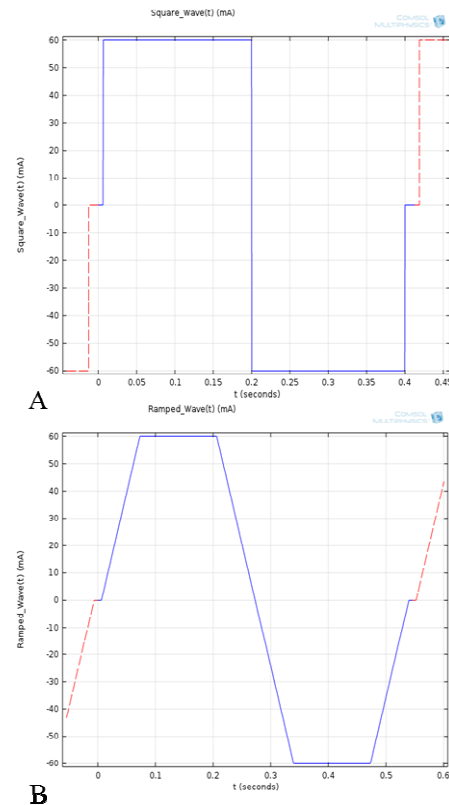 Square_Wave(t) (mA)
COMSOL
MULTIPHYSICS
60
50
40
30
20
10
0
-10
-20
-30
-40
-50
-60
Square_Wave(t) (mA)
0 0.05 0.1 0.15 0.2 0.25 0.3 0.35 0.4 0.45
t (seconds)
A
Ramped_Wave(t) (mA)
COMSOL
MULTIPHYSICS
60
50
40
30
20
10
0
-10
-20
-30
-40
-50
-60
Ramped_Wave(t) (mA)
0 0.1 0.2 0.3 0.4 0.5 0.6
t (seconds)
B